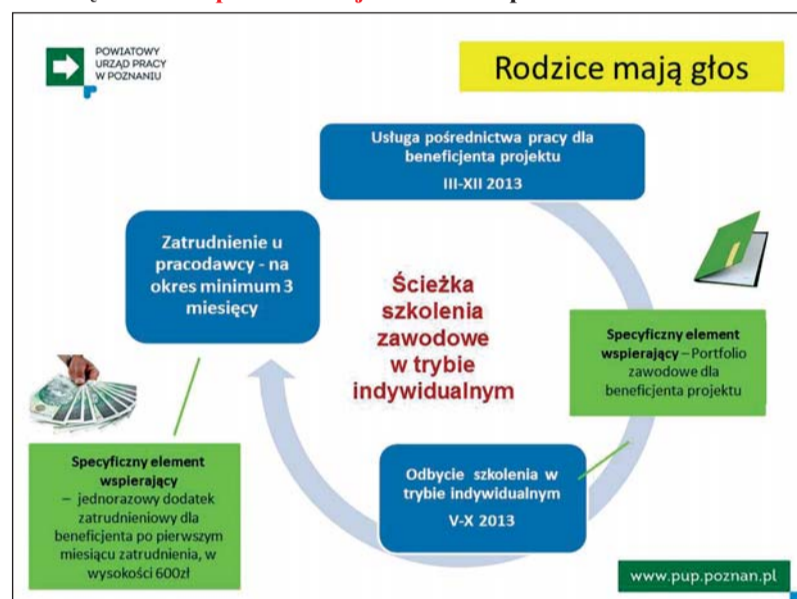 POWIATOWY
URZĄD PRACY
W POZNANIU
Rodzice mają głos
Usługa pośrednictwa pracy dla
beneficjenta projektu
III-XII 2013
Zatrudnienie u
pracodawcy - na
okres minimum 3
miesięcy
Ścieżka
szkolenia
zawodowe
w trybie
indywidualnym
Specyficzny element
wspierający – Portfolio
zawodowe dla
beneficjenta projektu
Odbycie szkolenia w
trybie indywidualnym
V-X 2013
Specyficzny element
wspierający
– jednorazowy dodatek
zatrudnieniowy dla
beneficjenta po pierwszym
miesiącu zatrudnienia, w
wysokości 600zł
www.pup.poznan.pl